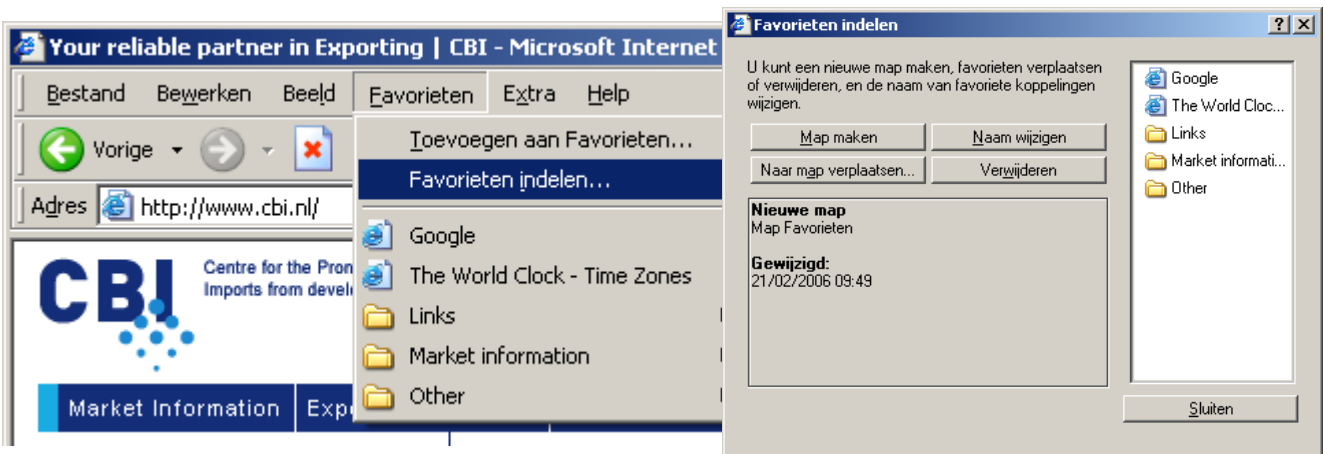 Your reliable partner in Exporting | CBI - Microsoft Internet
Bestand Bewerken Beeld Favorieten Extra Help
Vorige
Adres http://www.cbi.nl/
Toevoegen aan Favorieten...
Favorieten indelen...
Google
The World Clock - Time Zones
Links
Market information
Other
CBI
Centre for the Pron
Imports from devel
Market Information Exp
Favorieten indelen
U kunt een nieuwe map maken, favorieten verplaatsen
of verwijderen, en de naam van favoriete koppelingen
wijzigen.
Map maken Naam wijzigen
Naar map verplaatsen... Verwijderen
Nieuwe map
Map Favorieten
Gewijzigd:
21/02/2006 09:49
Google
The World Cloc...
Links
Market informati...
Other
Sluiten